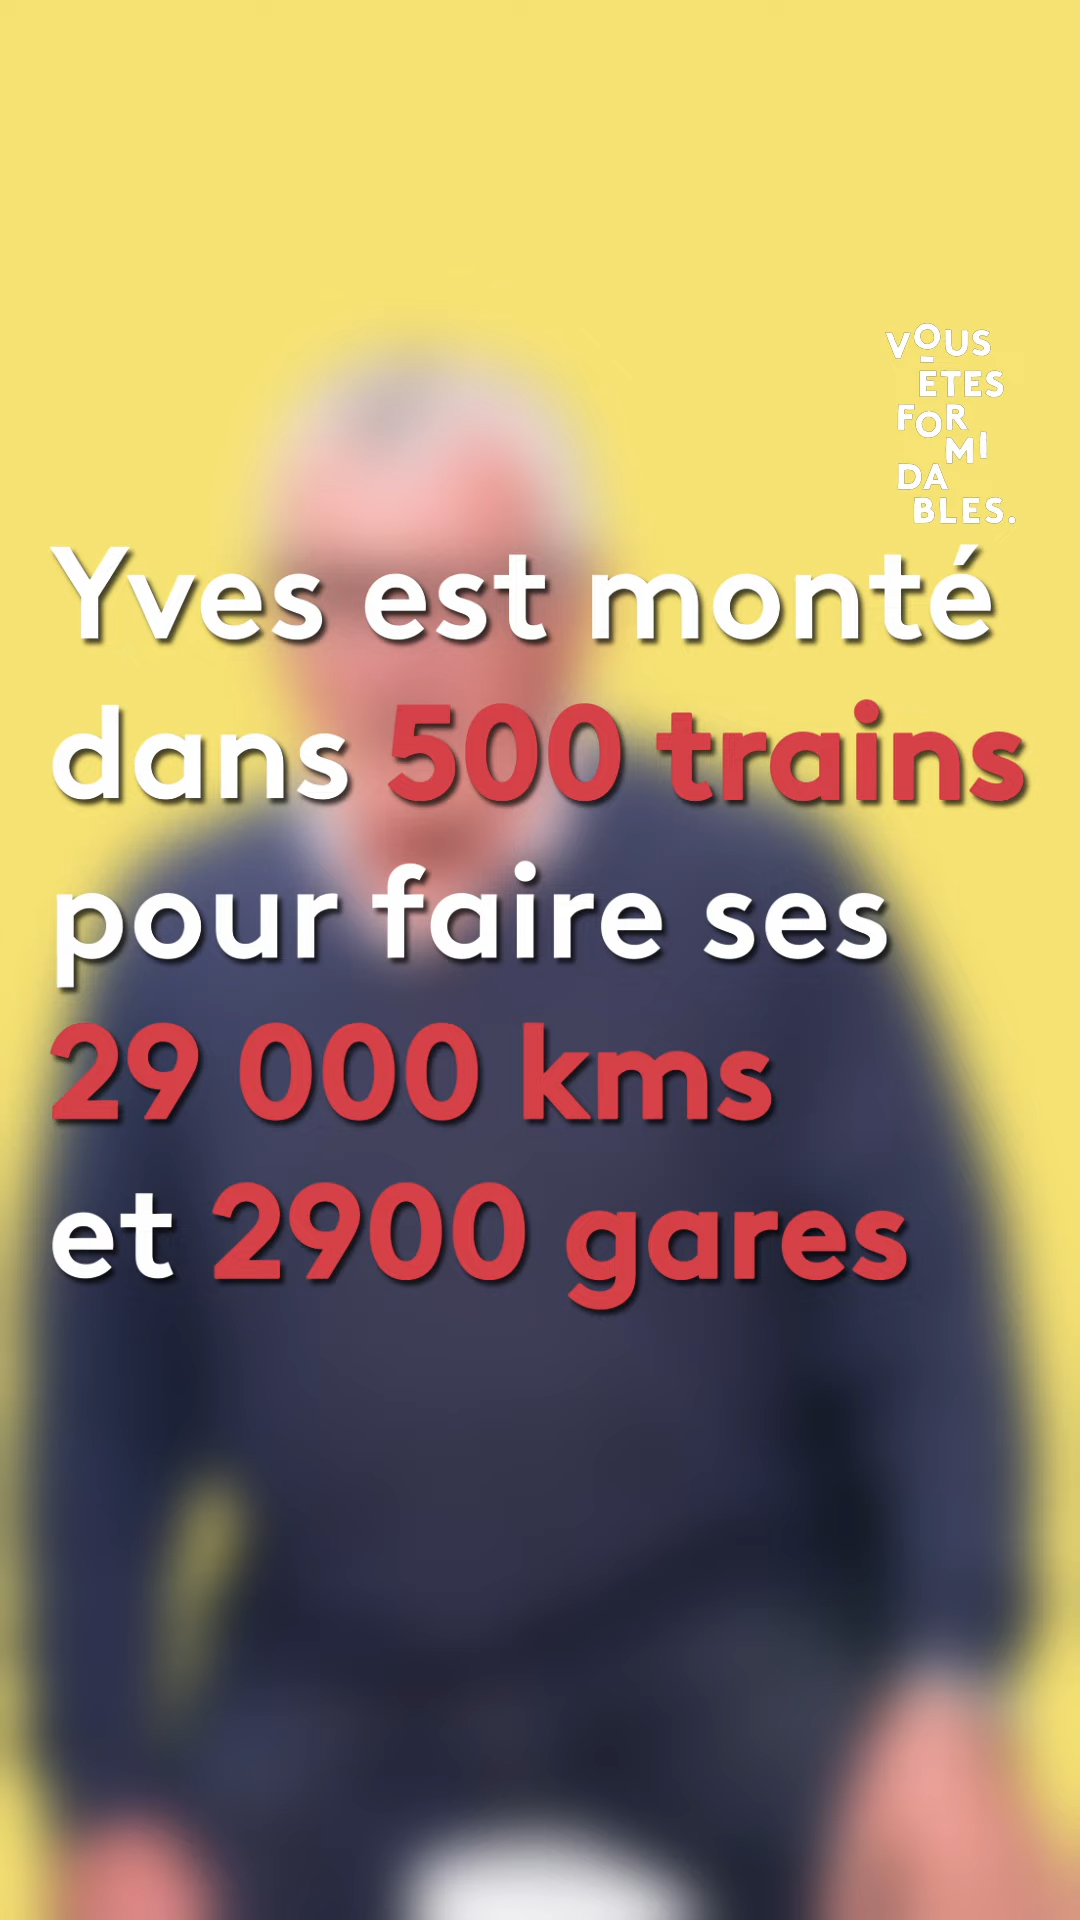 VOUS
ÊTES
FOR
MI
DA
BLES.
Yves est monté
dans 500 trains
pour faire ses
29 000 kms
et 2900 gares